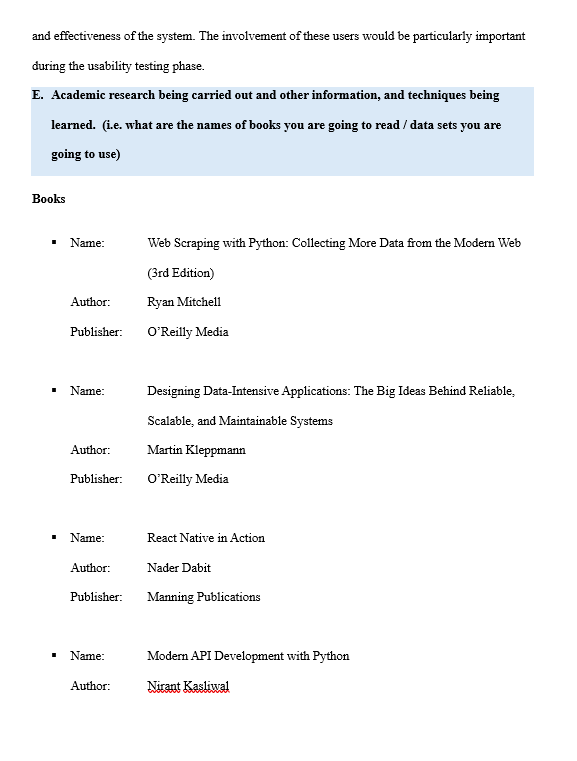 and effectiveness of the system. The involvement of these users would be particularly important
during the usability testing phase.
E. Academic research being carried out and other information, and techniques being
learned. (i.e. what are the names of books you are going to read / data sets you are
going to use)
Books
▪ Name: Web Scraping with Python: Collecting More Data from the Modern Web
(3rd Edition)
Author: Ryan Mitchell
Publisher: O’Reilly Media
▪ Name: Designing Data-Intensive Applications: The Big Ideas Behind Reliable,
Scalable, and Maintainable Systems
Author: Martin Kleppmann
Publisher: O’Reilly Media
▪ Name: React Native in Action
Author: Nader Dabit
Publisher: Manning Publications
▪ Name: Modern API Development with Python
Author: Nirant Kasliwal